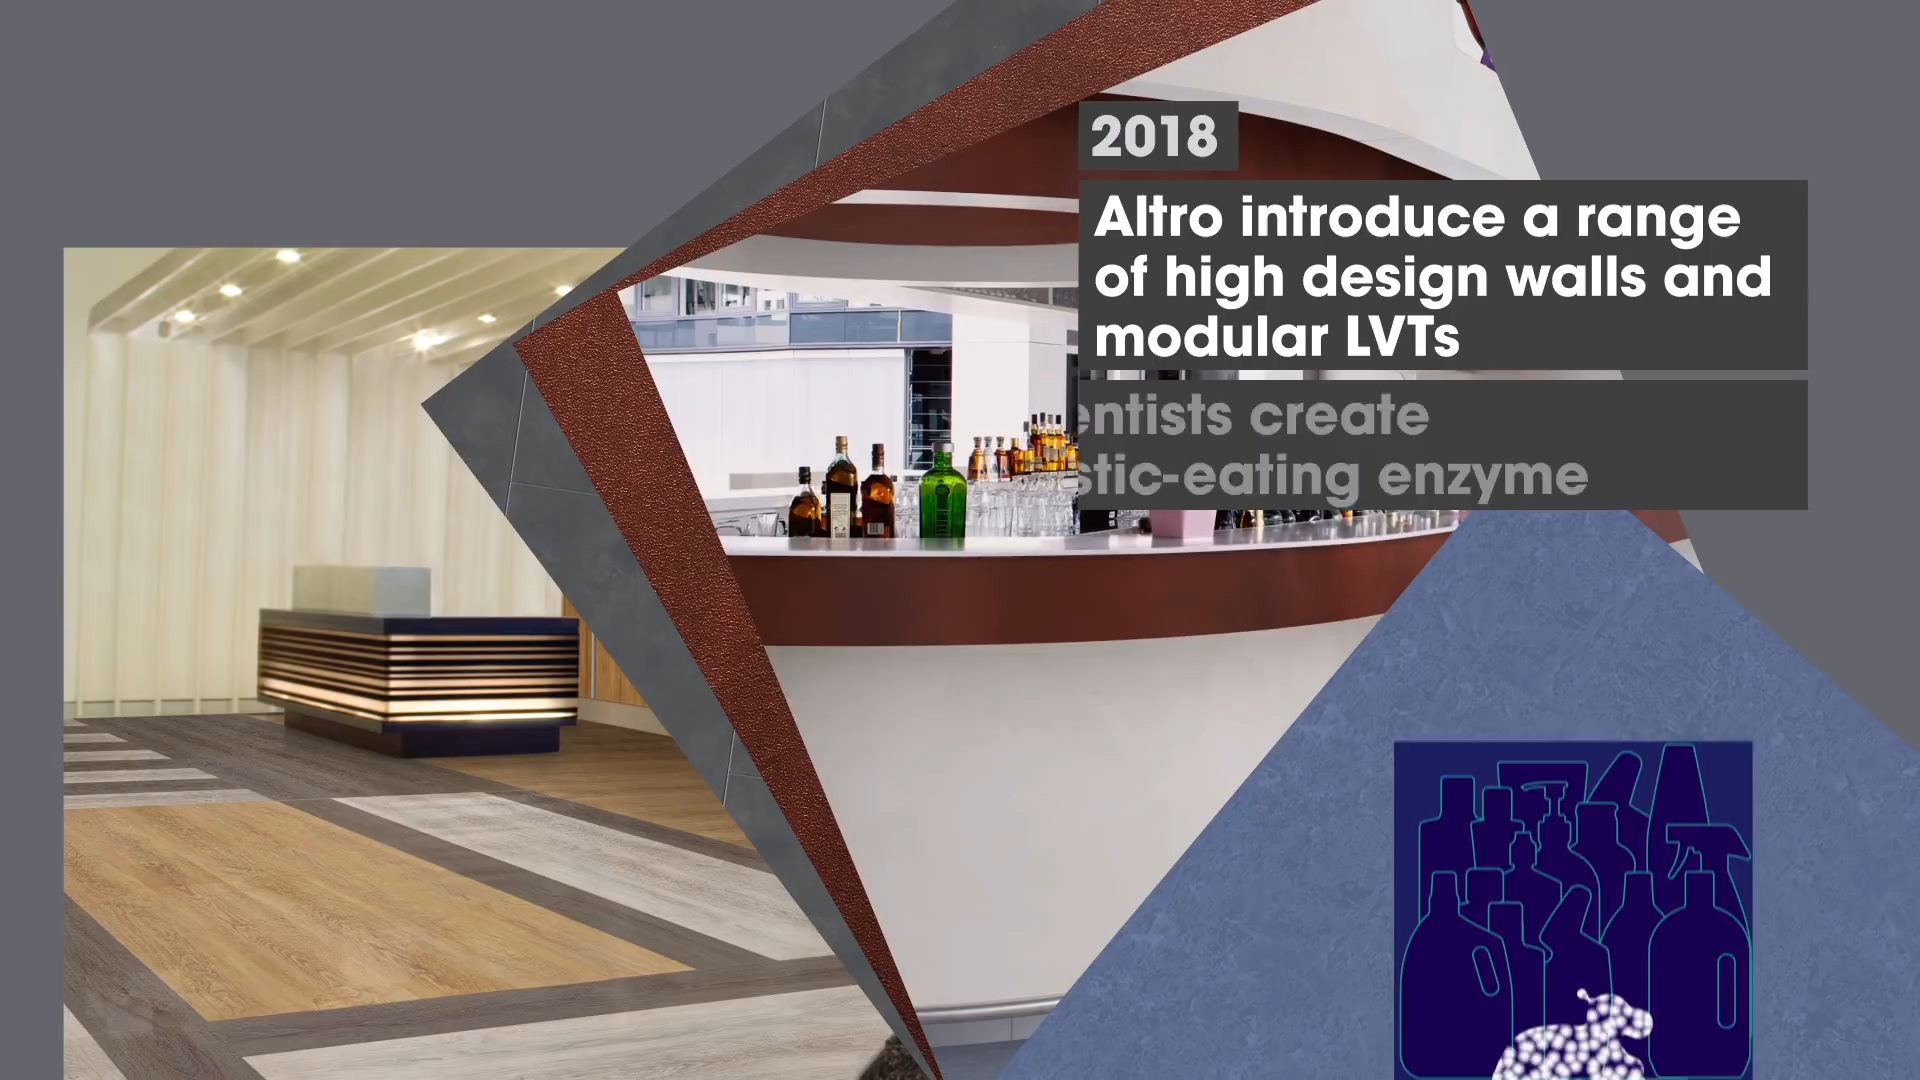 2018
Altro introduce a range
of high design walls and
modular LVTs
entists create
stic-eating enzyme